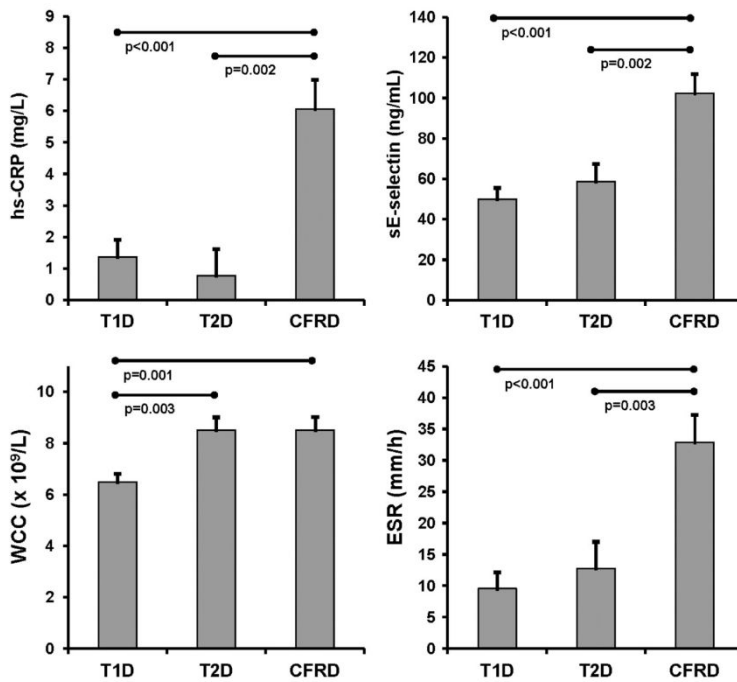 hs-CRP (mg/L)
9
8
7
6
5
4
3
2
1
0
p<0.001
p=0.002
T1D T2D CFRD
sE-selectin (ng/mL)
140
120
100
80
60
40
20
0
p<0.001
p=0.002
T1D T2D CFRD
WCC (x 10⁹/L)
10
8
6
4
2
0
p=0.001
p=0.003
T1D T2D CFRD
ESR (mm/h)
45
40
35
30
25
20
15
10
5
0
p<0.001
p=0.003
T1D T2D CFRD